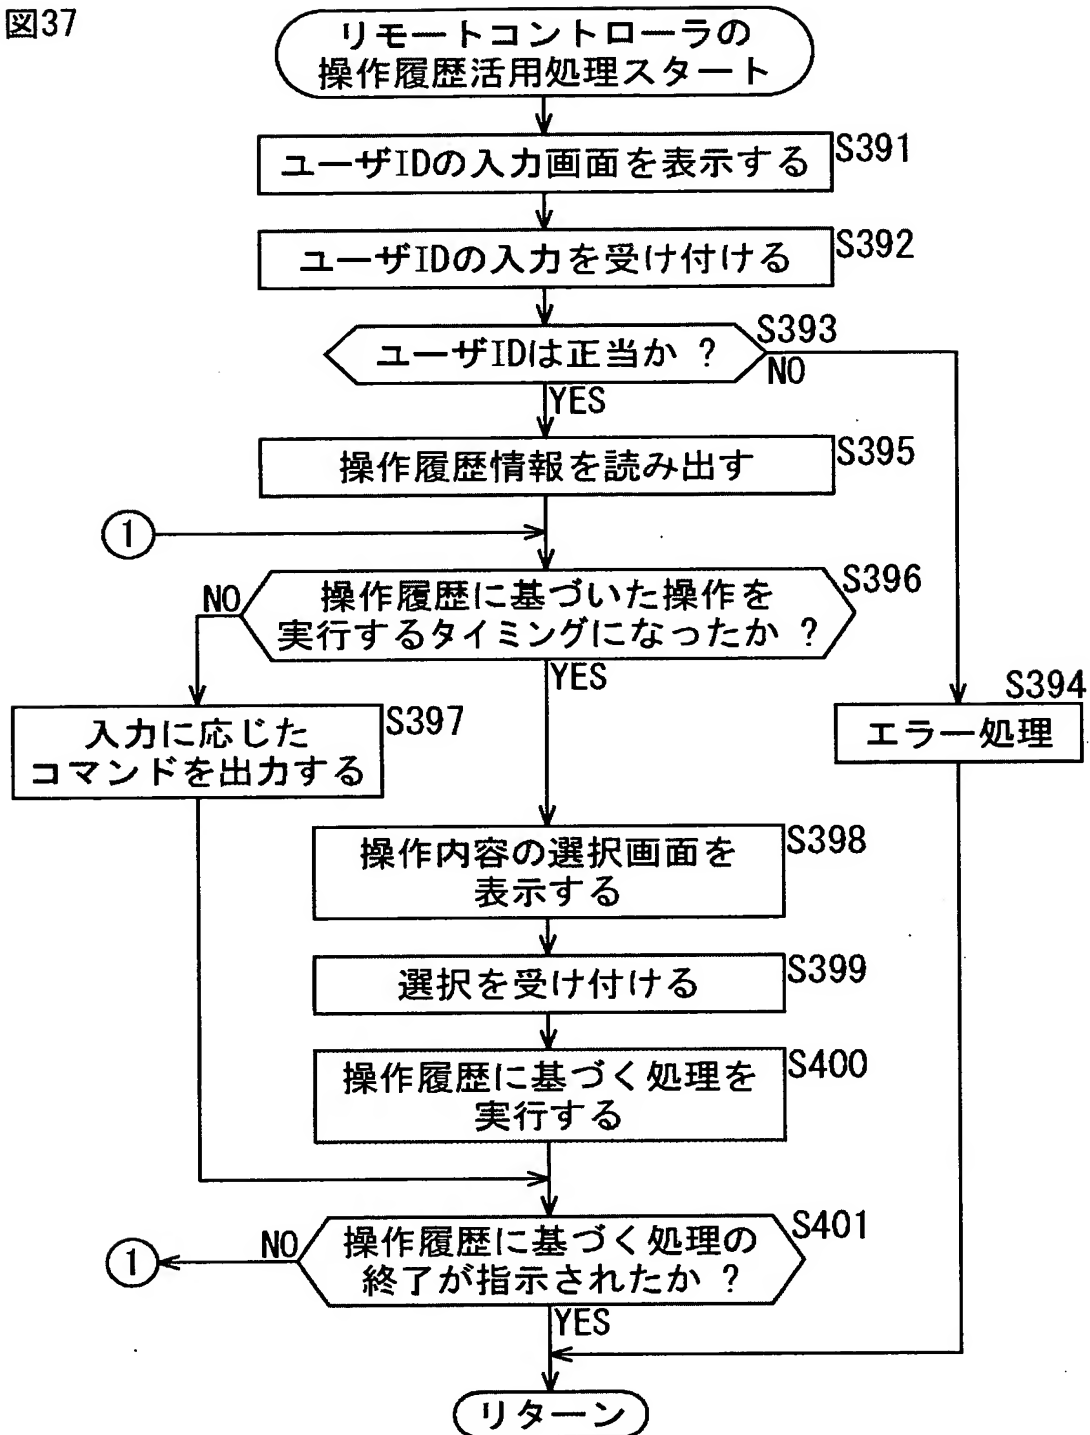 図37
リモートコントローラの
操作履歴活用処理スタート
ユーザIDの入力画面を表示する
S391
ユーザIDの入力を受け付ける
S392
ユーザIDは正当か ?
S393
NO
YES
操作履歴情報を読み出す
S395
1
操作履歴に基づいた操作を
実行するタイミングになったか ?
S396
NO
YES
入力に応じた
コマンドを出力する
S397
S394
エラー処理
操作内容の選択画面を
表示する
S398
選択を受け付ける
S399
操作履歴に基づく処理を
実行する
S400
操作履歴に基づく処理の
終了が指示されたか ?
S401
NO
1
YES
リターン